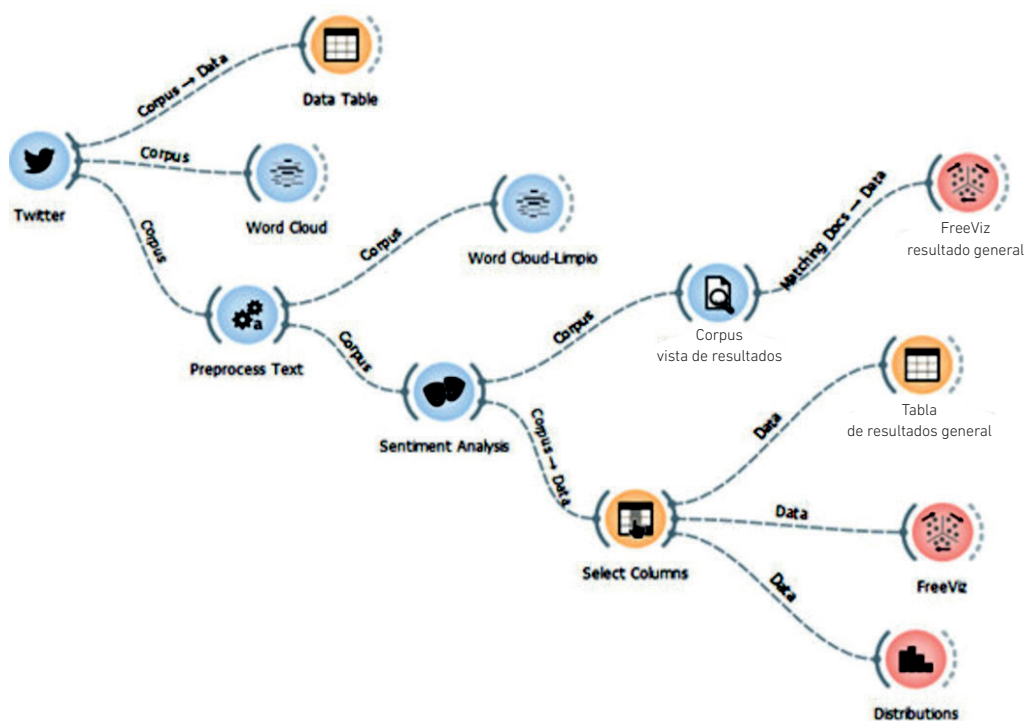 Corpus → Data
Data Table
Twitter
Corpus
Word Cloud
Corpus
Preprocess Text
Corpus
Word Cloud-Limpio
Corpus
Sentiment Analysis
Corpus
Corpus
vista de resultados
Matching Docs → Data
FreeViz
resultado general
Corpus → Data
Select Columns
Data
Tabla
de resultados general
Data
FreeViz
Data
Distributions